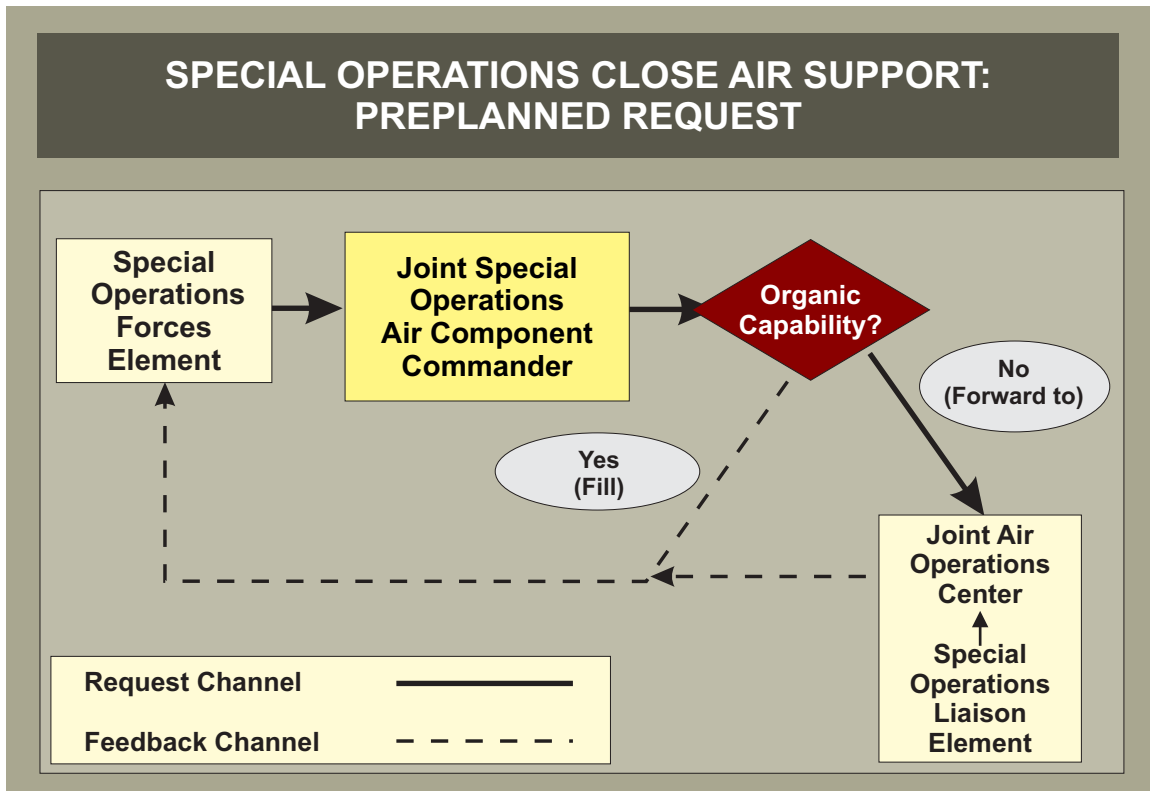 SPECIAL OPERATIONS CLOSE AIR SUPPORT:
PREPLANNED REQUEST
Special
Operations
Forces
Element
Joint Special
Operations
Air Component
Commander
Organic
Capability?
No
(Forward to)
Yes
(Fill)
Joint Air
Operations
Center
Special
Operations
Liaison
Element
Request Channel
Feedback Channel